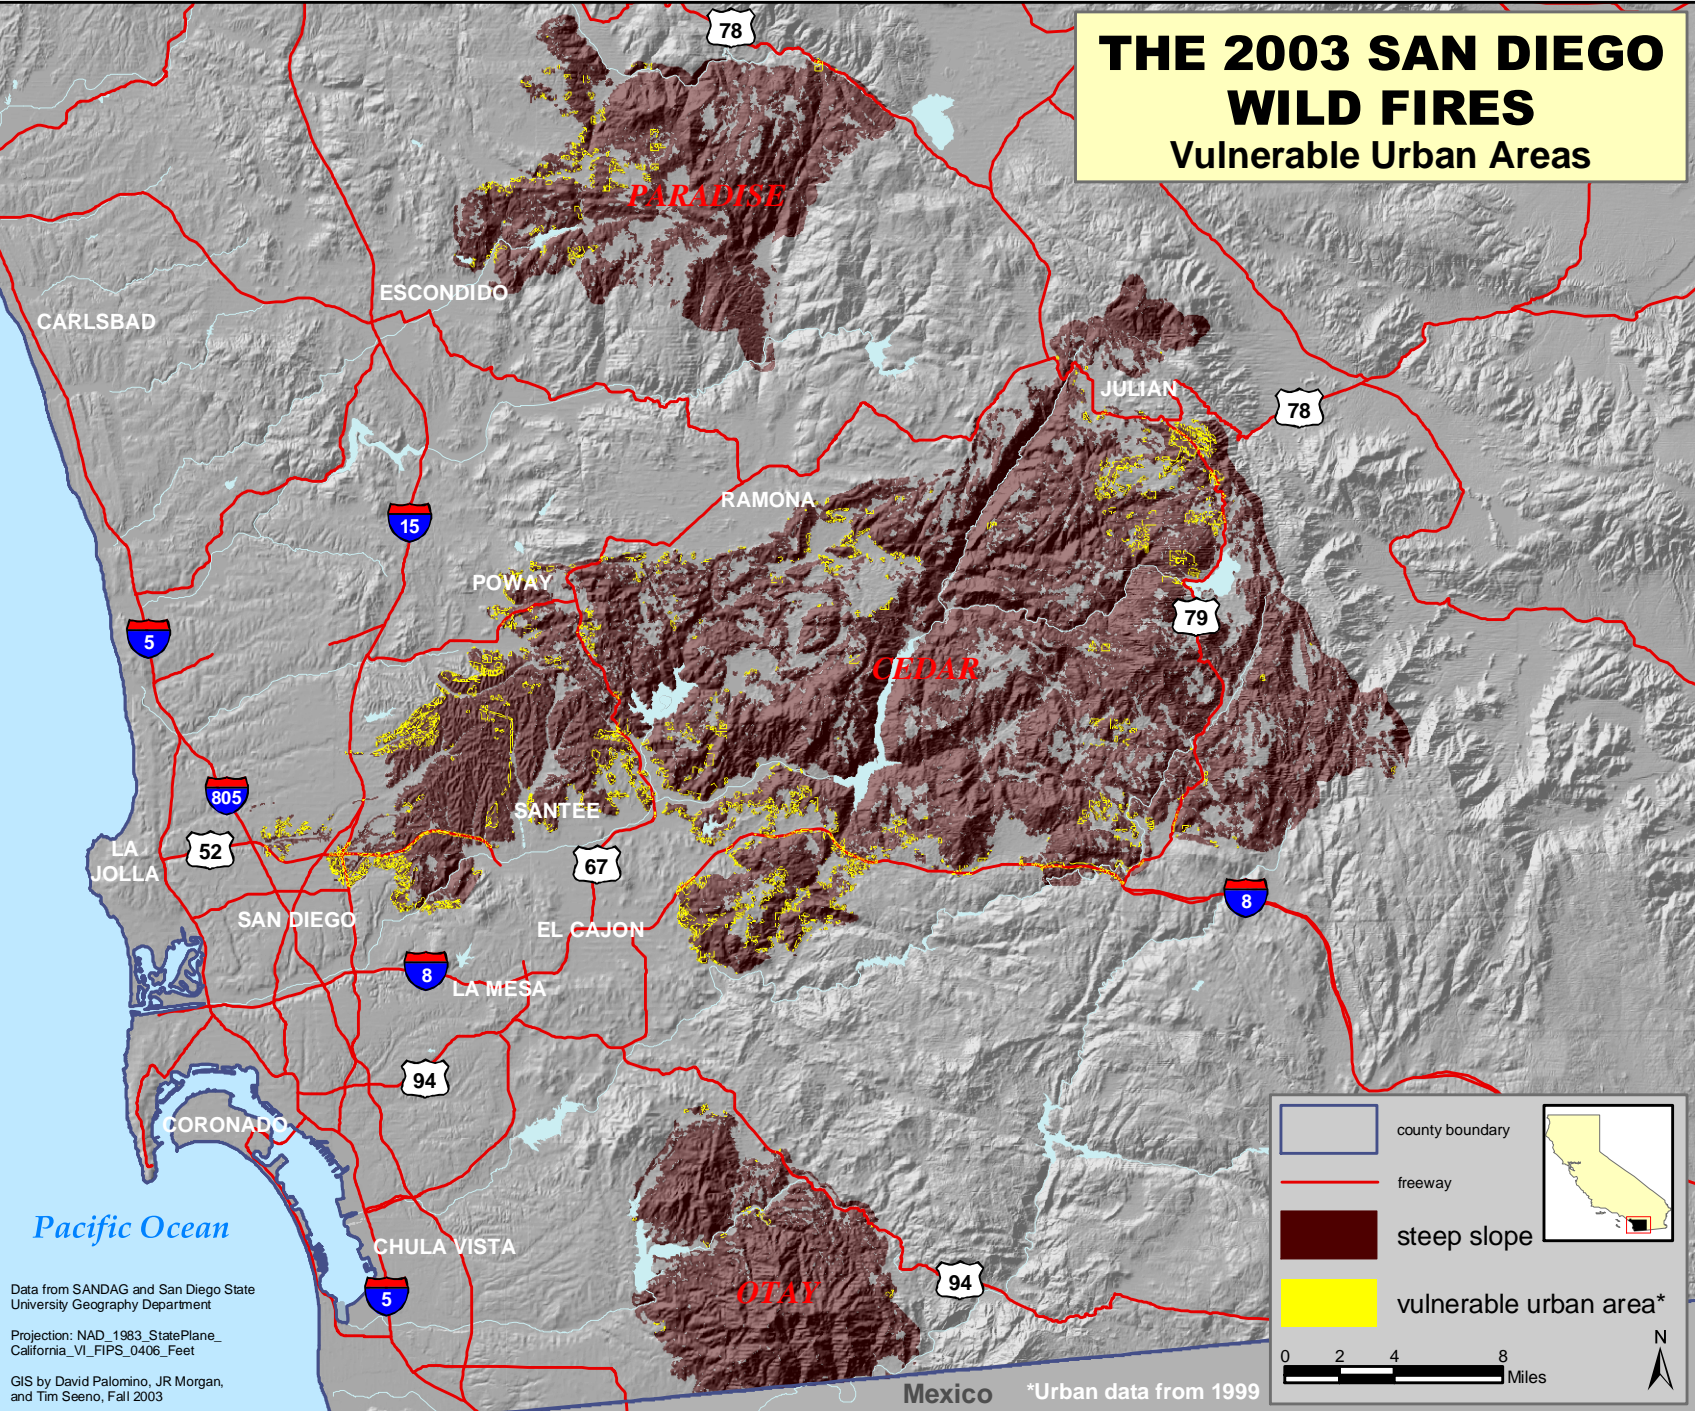 THE 2003 SAN DIEGO
WILD FIRES
Vulnerable Urban Areas
78
PARADISE
ESCONDIDO
CARLSBAD
JULIAN
78
RAMONA
15
POWAY
5
79
CEDAR
805
SANTEE
52
LA
JOLLA
67
8
SAN DIEGO
EL CAJON
8
LA MESA
94
CORONADO
CHULA VISTA
94
OTAY
5
Pacific Ocean
Data from SANDAG and San Diego State
University Geography Department
Projection: NAD_1983_StatePlane_
California_VI_FIPS_0406_Feet
GIS by David Palomino, JR Morgan,
and Tim Seeno, Fall 2003
Mexico
*Urban data from 1999
county boundary
freeway
steep slope
vulnerable urban area*
N
0 2 4 8
Miles